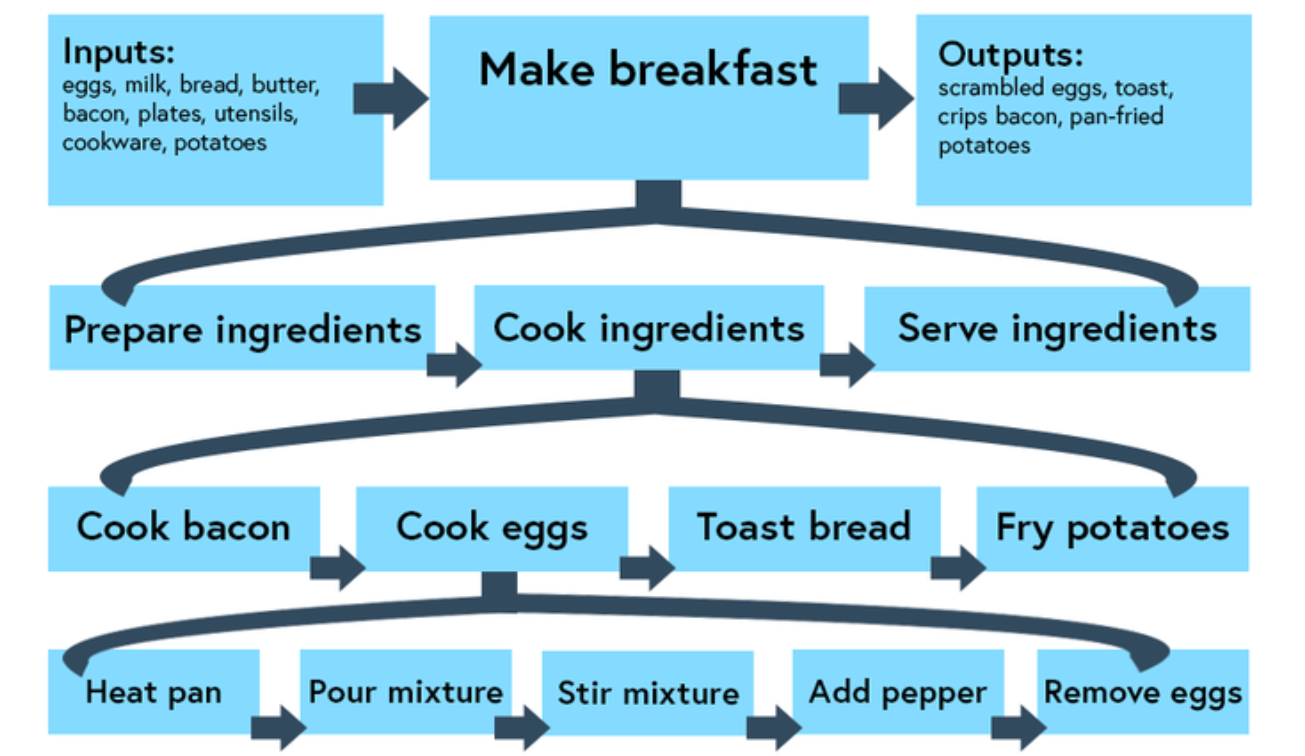 Inputs:
eggs, milk, bread, butter,
bacon, plates, utensils,
cookware, potatoes
Make breakfast
Outputs:
scrambled eggs, toast,
crips bacon, pan-fried
potatoes
Prepare ingredients
Cook ingredients
Serve ingredients
Cook bacon
Cook eggs
Toast bread
Fry potatoes
Heat pan
Pour mixture
Stir mixture
Add pepper
Remove eggs